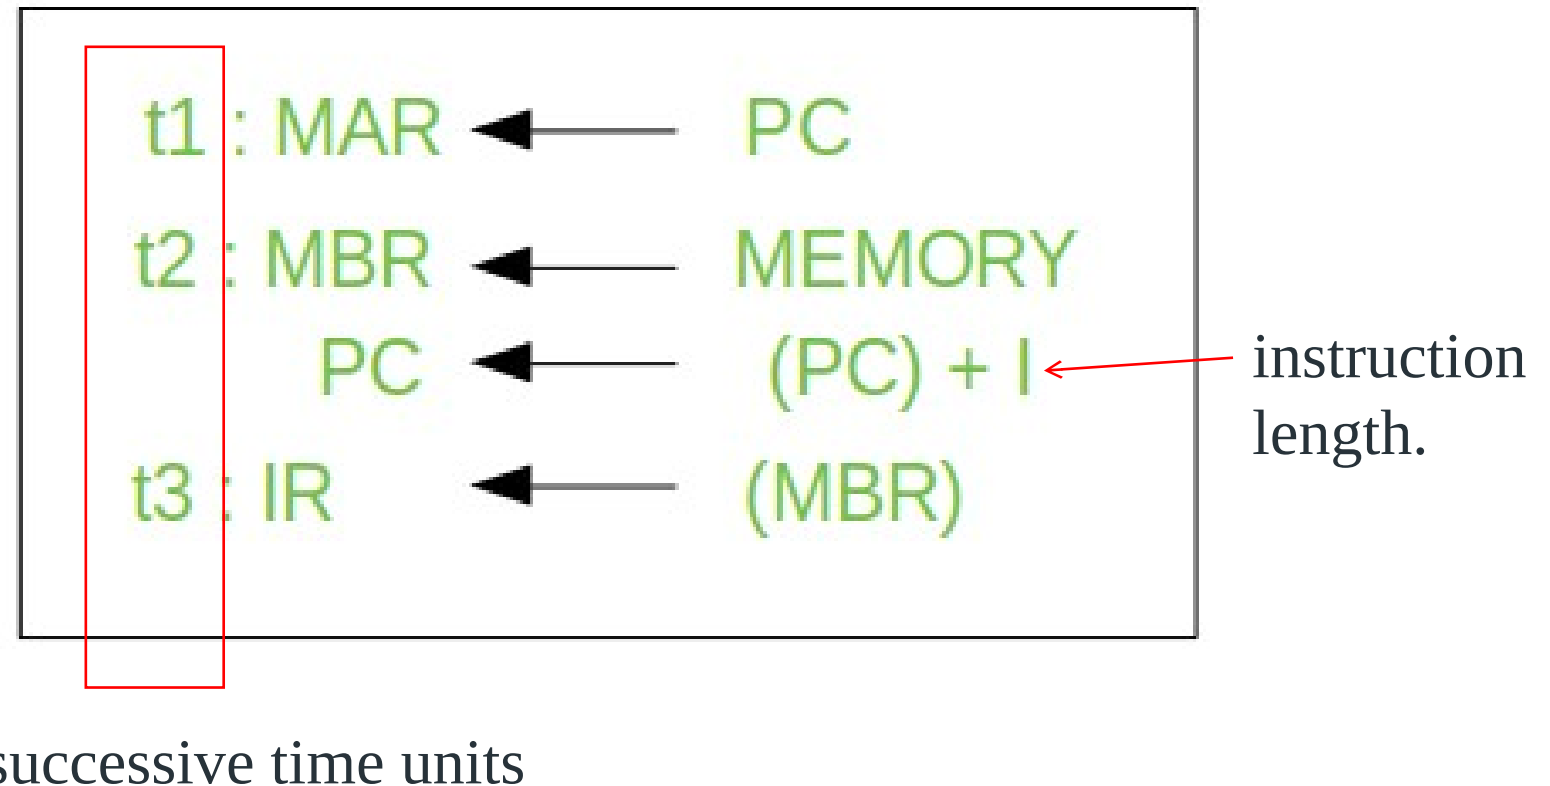 t1 : MAR PC
t2 : MBR MEMORY
PC (PC) + I
instruction
length.
t3 : IR (MBR)
successive time units